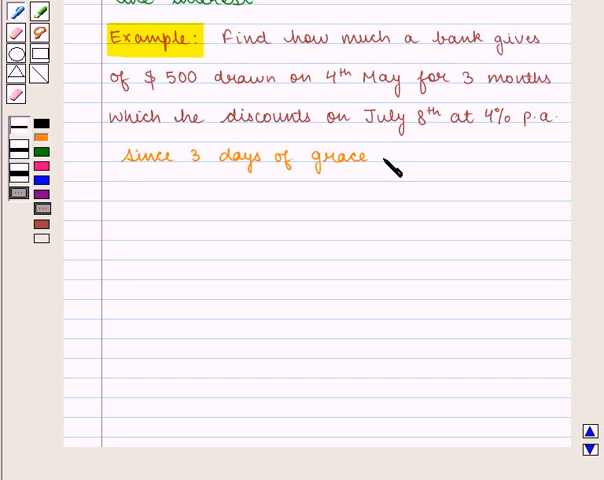 Example: Find how much a bank gives
of $ 500 drawn on 4th May for 3 months
which he discounts on July 8th at 4% p.a.
since 3 days of grace